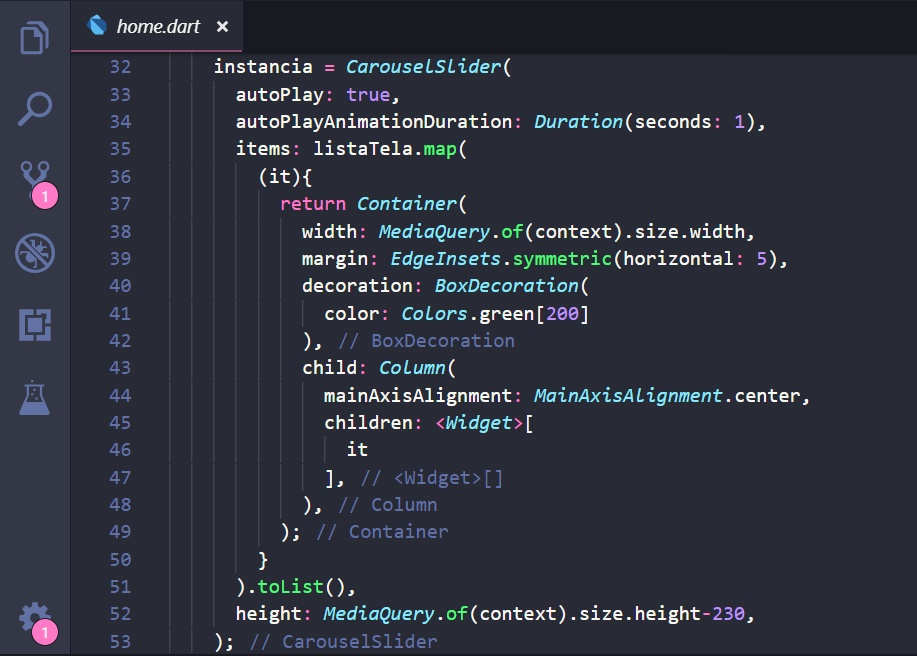 home.dart ×
32 instancia = CarouselSlider(
33 autoPlay: true,
34 autoPlayAnimationDuration: Duration(seconds: 1),
35 items: listaTela.map(
36 (it){
1
37 return Container(
38 width: MediaQuery.of(context).size.width,
39 margin: EdgeInsets.symmetric(horizontal: 5),
40 decoration: BoxDecoration(
41 color: Colors.green[200]
42 ), // BoxDecoration
43 child: Column(
44 mainAxisAlignment: MainAxisAlignment.center,
45 children: <Widget>[
46 it
47 ], // <Widget>[]
48 ), // Column
49 ); // Container
50 }
51 ).toList(),
52 height: MediaQuery.of(context).size.height-230,
1
53 ); // CarouselSlider